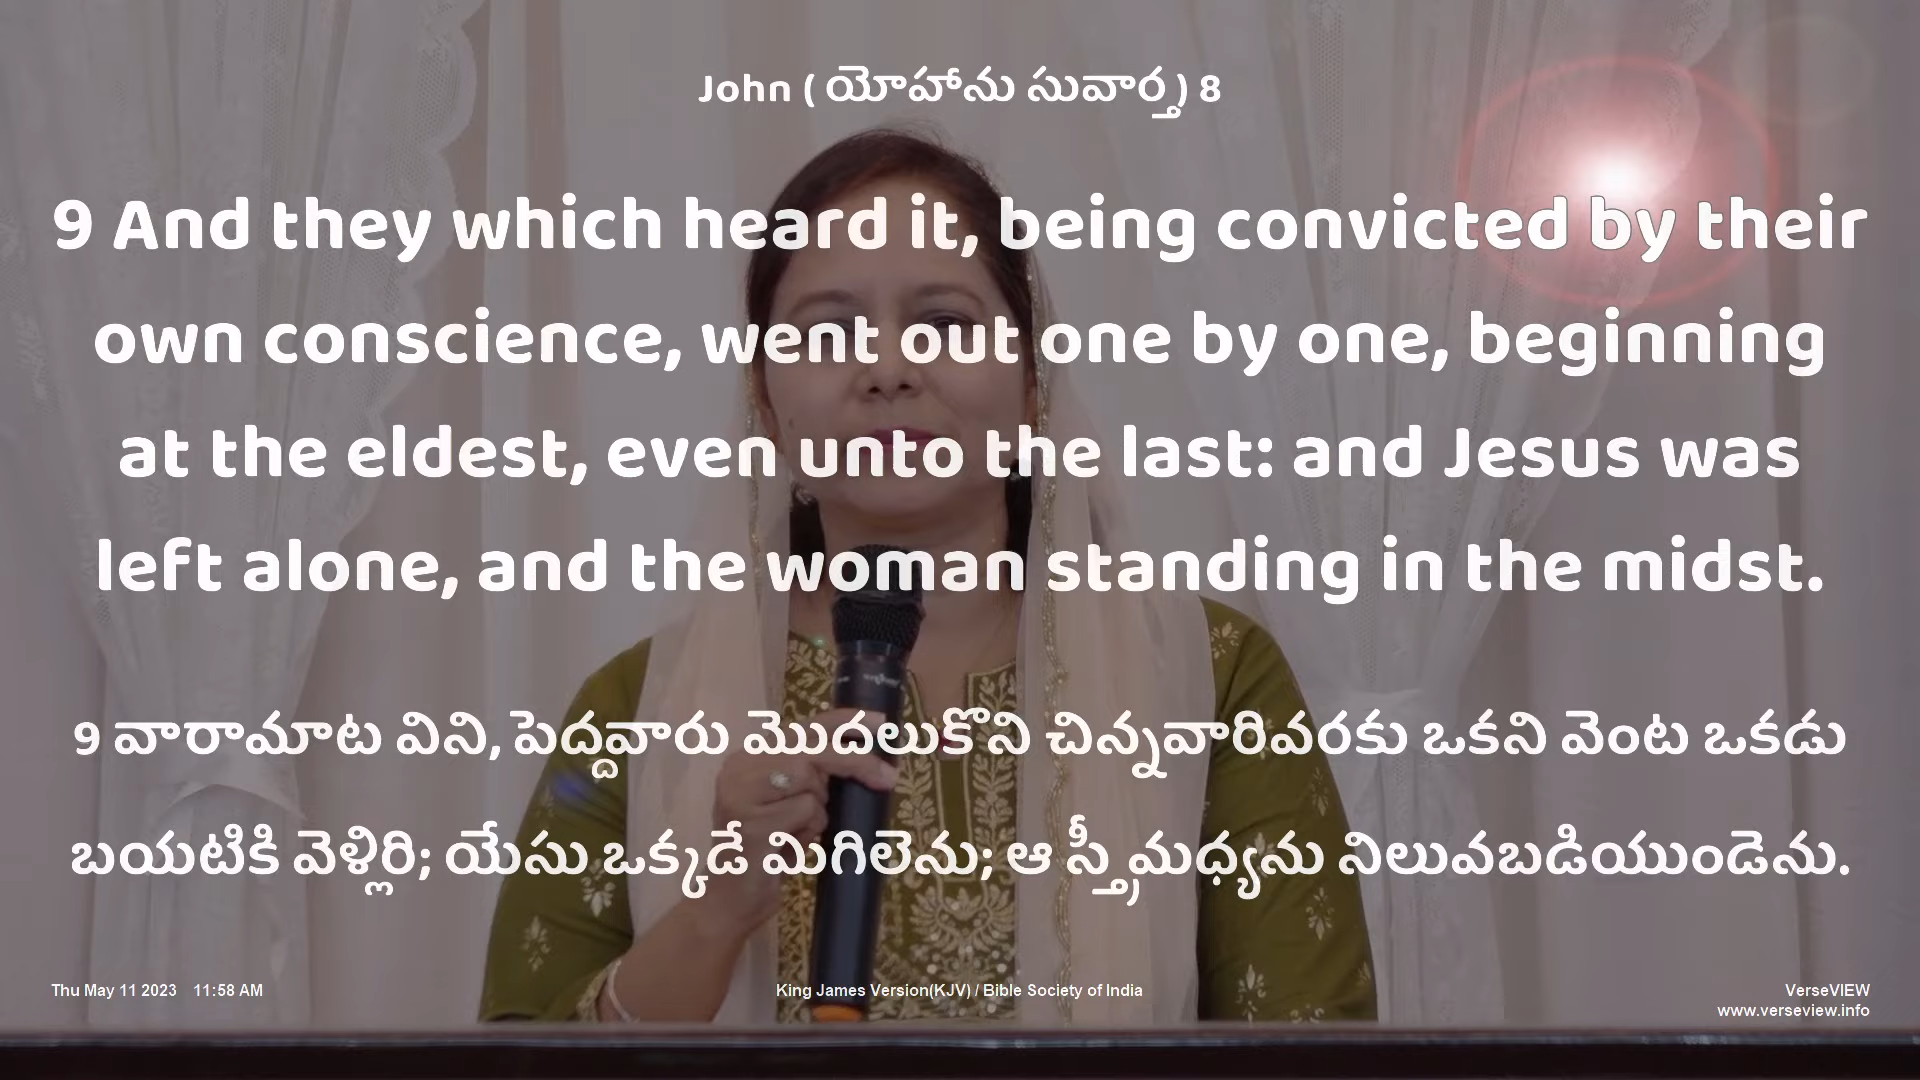 John ( యోహాను సువార్త) 8
9 And they which heard it, being convicted by their
own conscience, went out one by one, beginning
at the eldest, even unto the last: and Jesus was
left alone, and the woman standing in the midst.
9 వారామాట విని, పెద్దవారు మొదలుకొని చిన్నవారివరకు ఒకని వెంట ఒకడు
బయటికి వెళ్లిరి; యేసు ఒక్కడే మిగిలెను; ఆ స్త్రీమధ్యను నిలువబడియుండెను.
Thu May 11 2023 11:58 AM
King James Version(KJV) / Bible Society of India
VerseVIEW
www.verseview.info